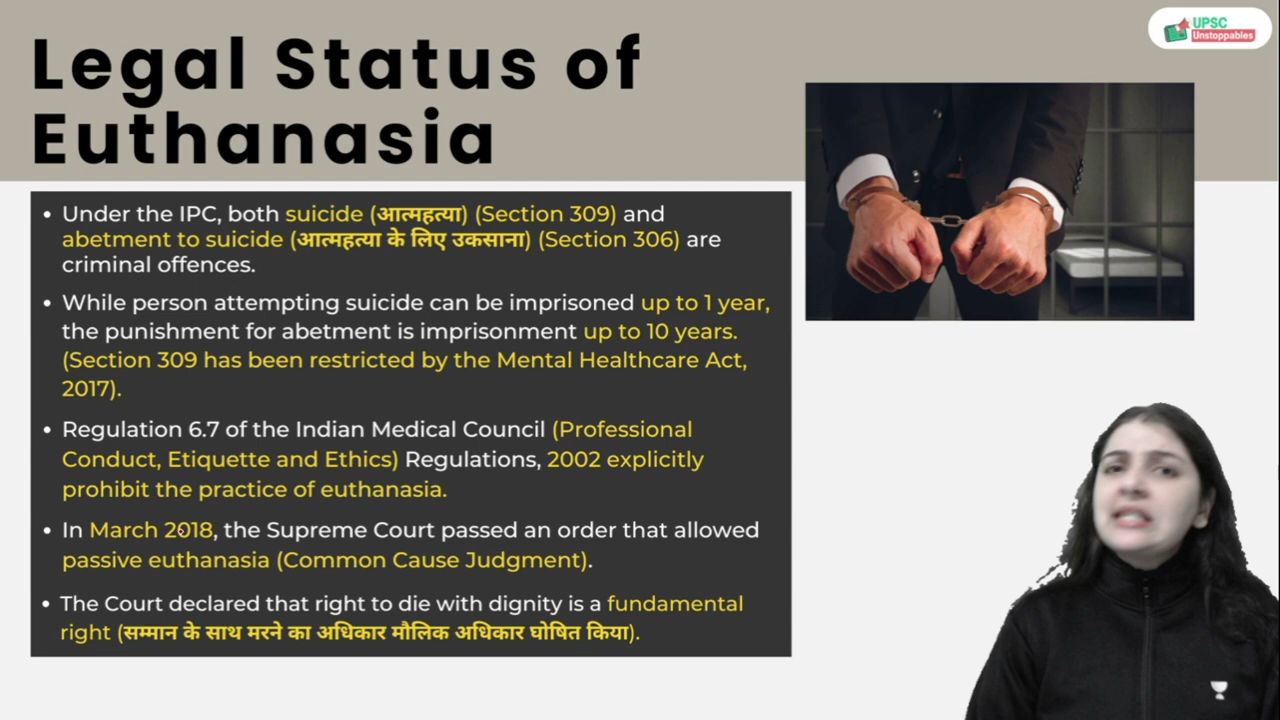 Legal Status of
Euthanasia
UPSC
Unstoppables
• Under the IPC, both suicide (आत्महत्या) (Section 309) and
abetment to suicide (आत्महत्या के लिए उकसाना) (Section 306) are
criminal offences.
• While person attempting suicide can be imprisoned up to 1 year,
the punishment for abetment is imprisonment up to 10 years.
(Section 309 has been restricted by the Mental Healthcare Act,
2017).
• Regulation 6.7 of the Indian Medical Council (Professional
Conduct, Etiquette and Ethics) Regulations, 2002 explicitly
prohibit the practice of euthanasia.
• In March 2018, the Supreme Court passed an order that allowed
passive euthanasia (Common Cause Judgment).
• The Court declared that right to die with dignity is a fundamental
right (सम्मान के साथ मरने का अधिकार मौलिक अधिकार घोषित किया).